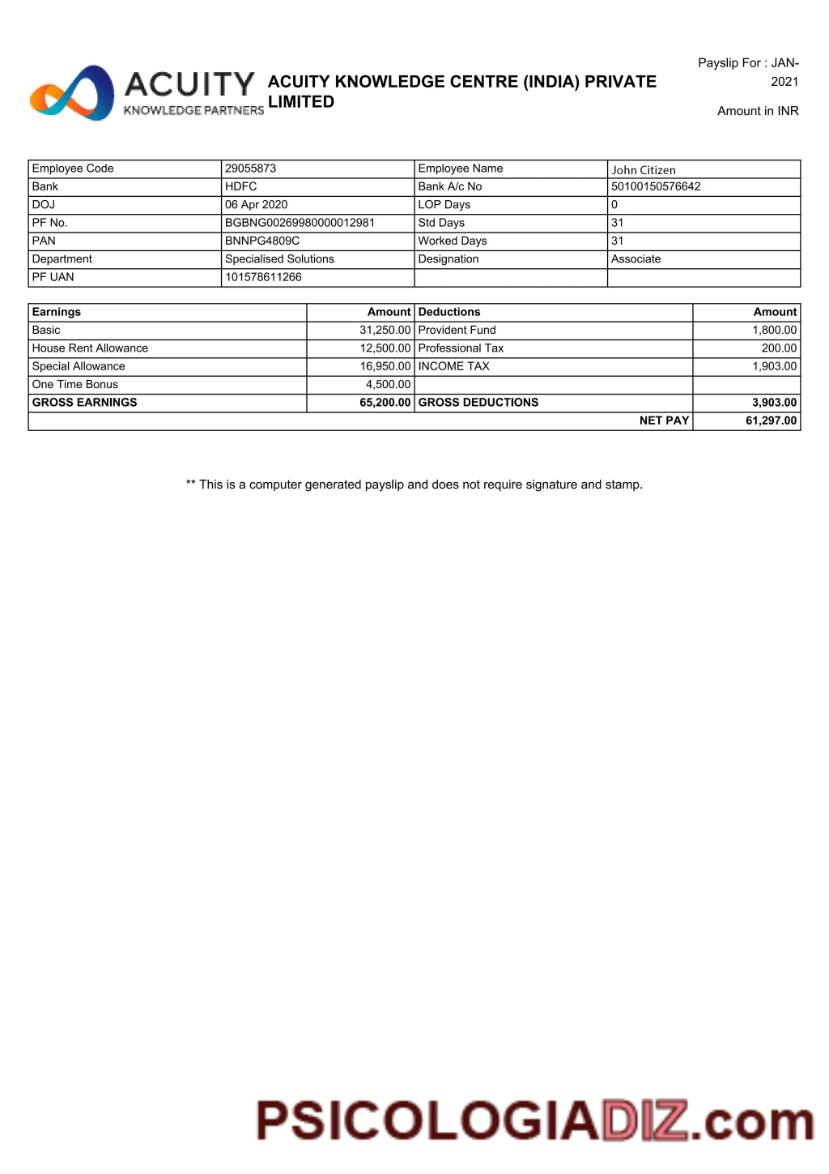 ACUITY
KNOWLEDGE PARTNERS
ACUITY KNOWLEDGE CENTRE (INDIA) PRIVATE
LIMITED
Payslip For : JAN-
2021
Amount in INR
Employee Code 29055873 Employee Name John Citizen
Bank HDFC Bank A/c No 50100150576642
DOJ 06 Apr 2020 LOP Days 0
PF No. BGBNG00269980000012981 Std Days 31
PAN BNNPG4809C Worked Days 31
Department Specialised Solutions Designation Associate
PF UAN 101578611266
Earnings Amount Deductions Amount
Basic 31,250.00 Provident Fund 1,800.00
House Rent Allowance 12,500.00 Professional Tax 200.00
Special Allowance 16,950.00 INCOME TAX 1,903.00
One Time Bonus 4,500.00
GROSS EARNINGS 65,200.00 GROSS DEDUCTIONS 3,903.00
NET PAY 61,297.00
** This is a computer generated payslip and does not require signature and stamp.
PSICOLOGIADIZ.com